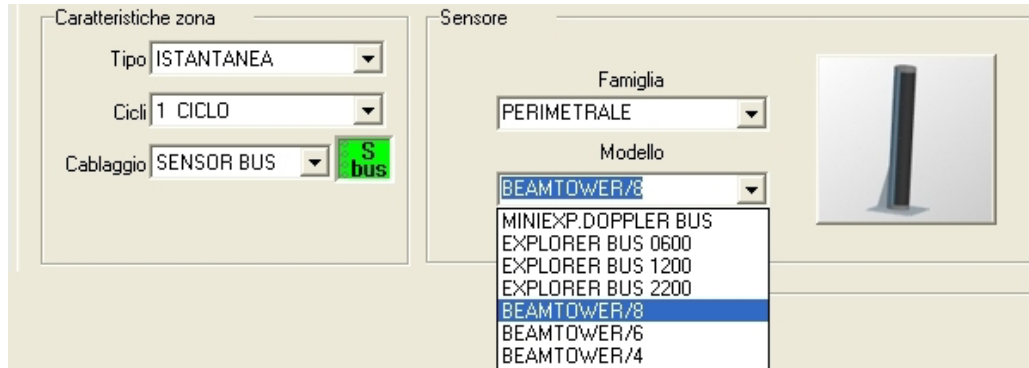 Caratteristiche zona
Tipo ISTANTANEA
Cicli 1 CICLO
Cablaggio SENSOR BUS
S
bus
Sensore
Famiglia
PERIMETRALE
Modello
BEAMTOWER/8
MINIEXP.DOPPLER BUS
EXPLORER BUS 0600
EXPLORER BUS 1200
EXPLORER BUS 2200
BEAMTOWER/8
BEAMTOWER/6
BEAMTOWER/4